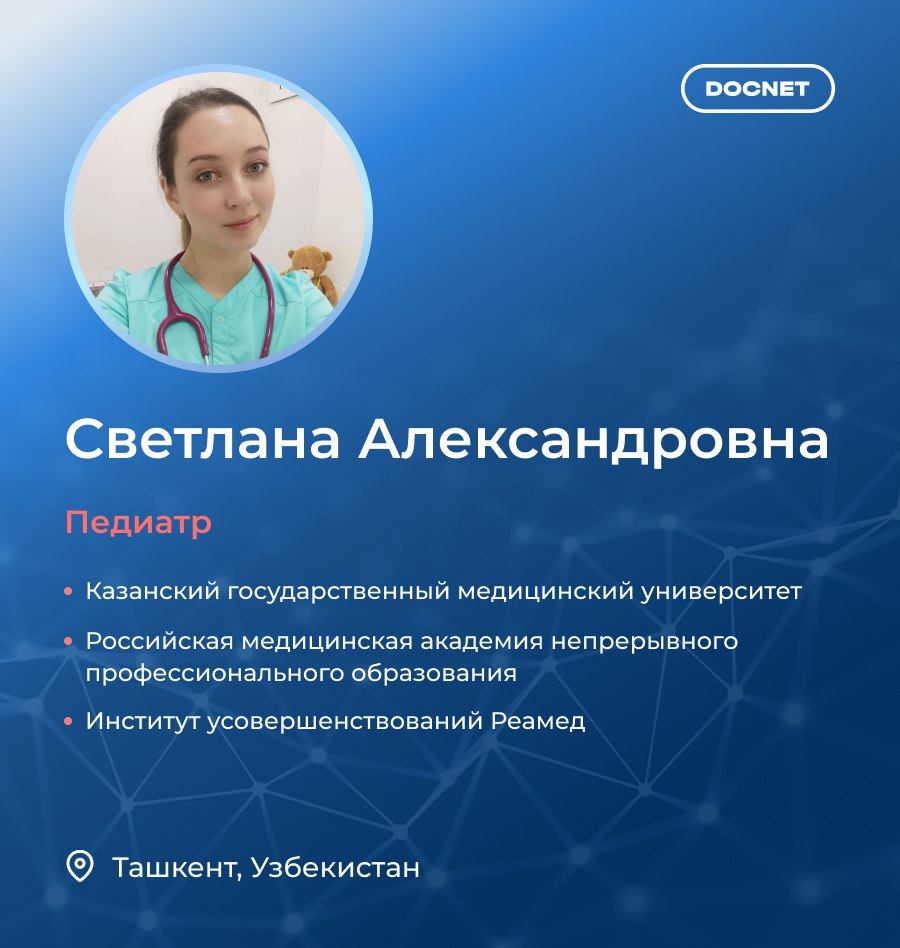 DOCNET
Светлана Александровна
Педиатр
• Казанский государственный медицинский университет
• Российская медицинская академия непрерывного
профессионального образования
• Институт усовершенствований Реамед
Ташкент, Узбекистан